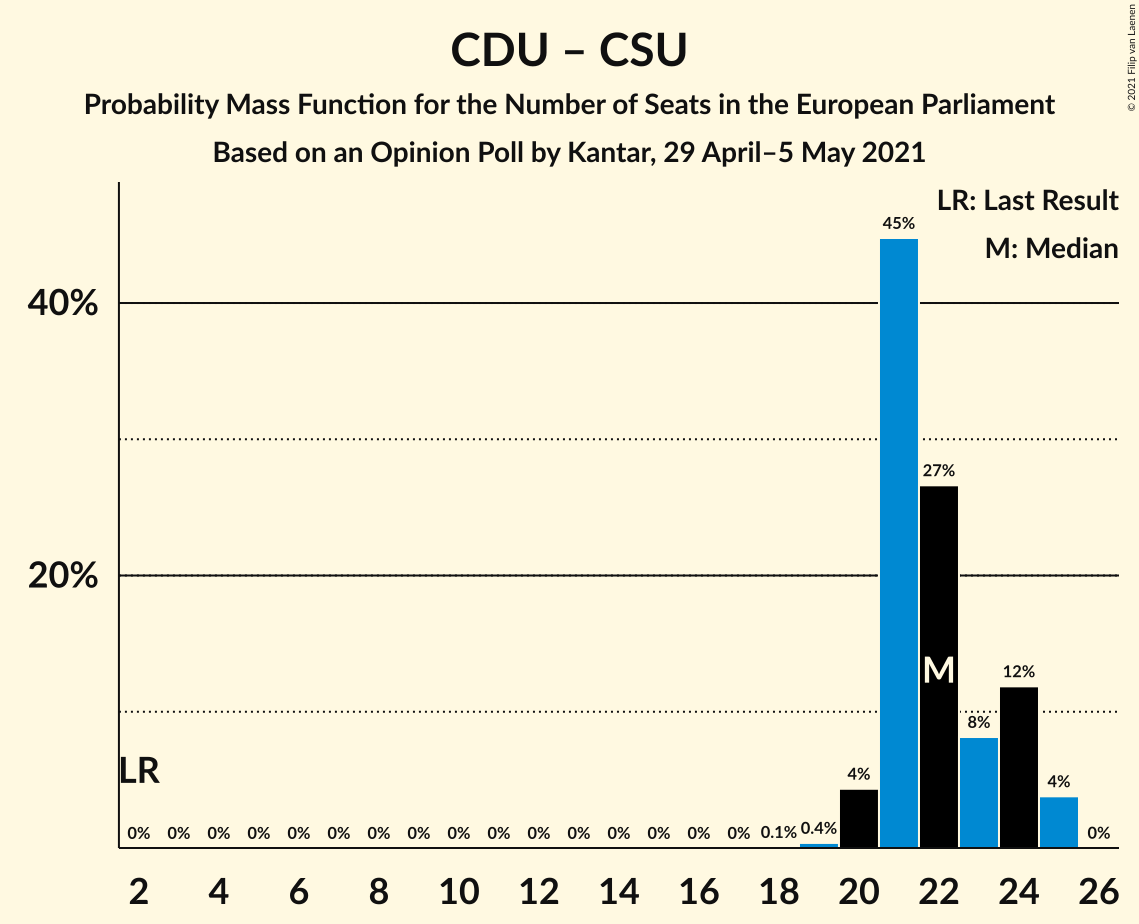 CDU – CSU
Probability Mass Function for the Number of Seats in the European Parliament
Based on an Opinion Poll by Kantar, 29 April–5 May 2021
© 2021 Filip van Laenen
LR: Last Result
M: Median
45%
40%
27%
20%
M
12%
8%
LR
4%
4%
0% 0% 0% 0% 0% 0% 0% 0% 0% 0% 0% 0% 0% 0% 0% 0% 0.1% 0.4% 0%
2 4 6 8 10 12 14 16 18 20 22 24 26